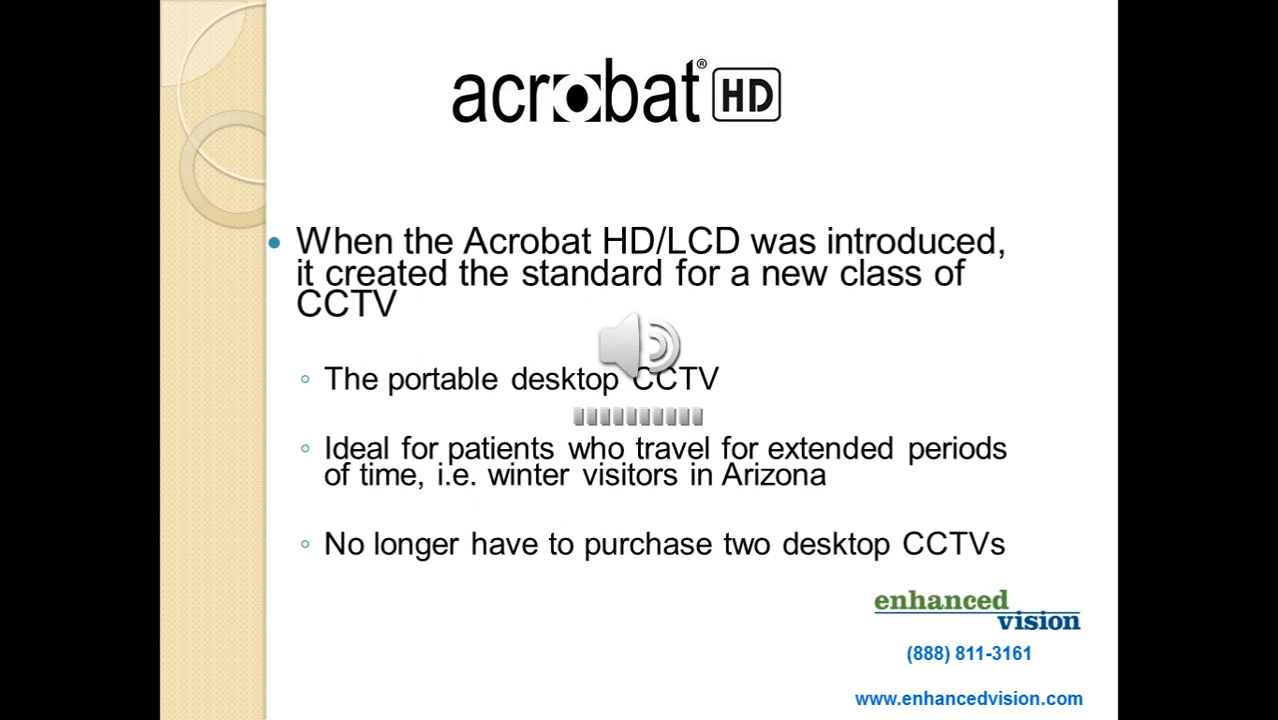 acrobat® HD
• When the Acrobat HD/LCD was introduced,
it created the standard for a new class of
CCTV
◦ The portable desktop CCTV
◦ Ideal for patients who travel for extended periods
of time, i.e. winter visitors in Arizona
◦ No longer have to purchase two desktop CCTVs
enhanced
vision
(888) 811-3161
www.enhancedvision.com